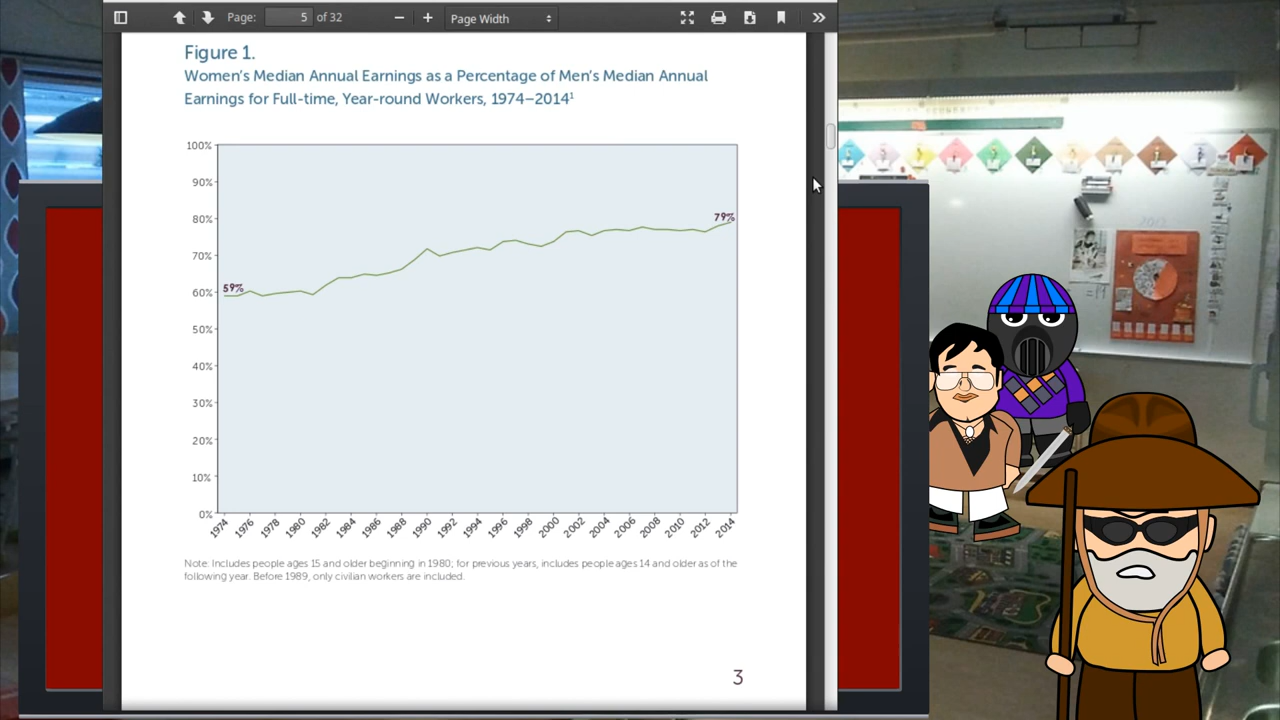 Page: 5 of 32
Page Width
Figure 1.
Women's Median Annual Earnings as a Percentage of Men's Median Annual
Earnings for Full-time, Year-round Workers, 1974–2014¹
100%
90%
80%
70%
60%
50%
40%
30%
20%
10%
0%
59%
79%
1974 1976 1978 1980 1982 1984 1986 1988 1990 1992 1994 1996 1998 2000 2002 2004 2006 2008 2010 2012 2014
Note: Includes people ages 15 and older beginning in 1980; for previous years, includes people ages 14 and older as of the
following year. Before 1989, only civilian workers are included.
3